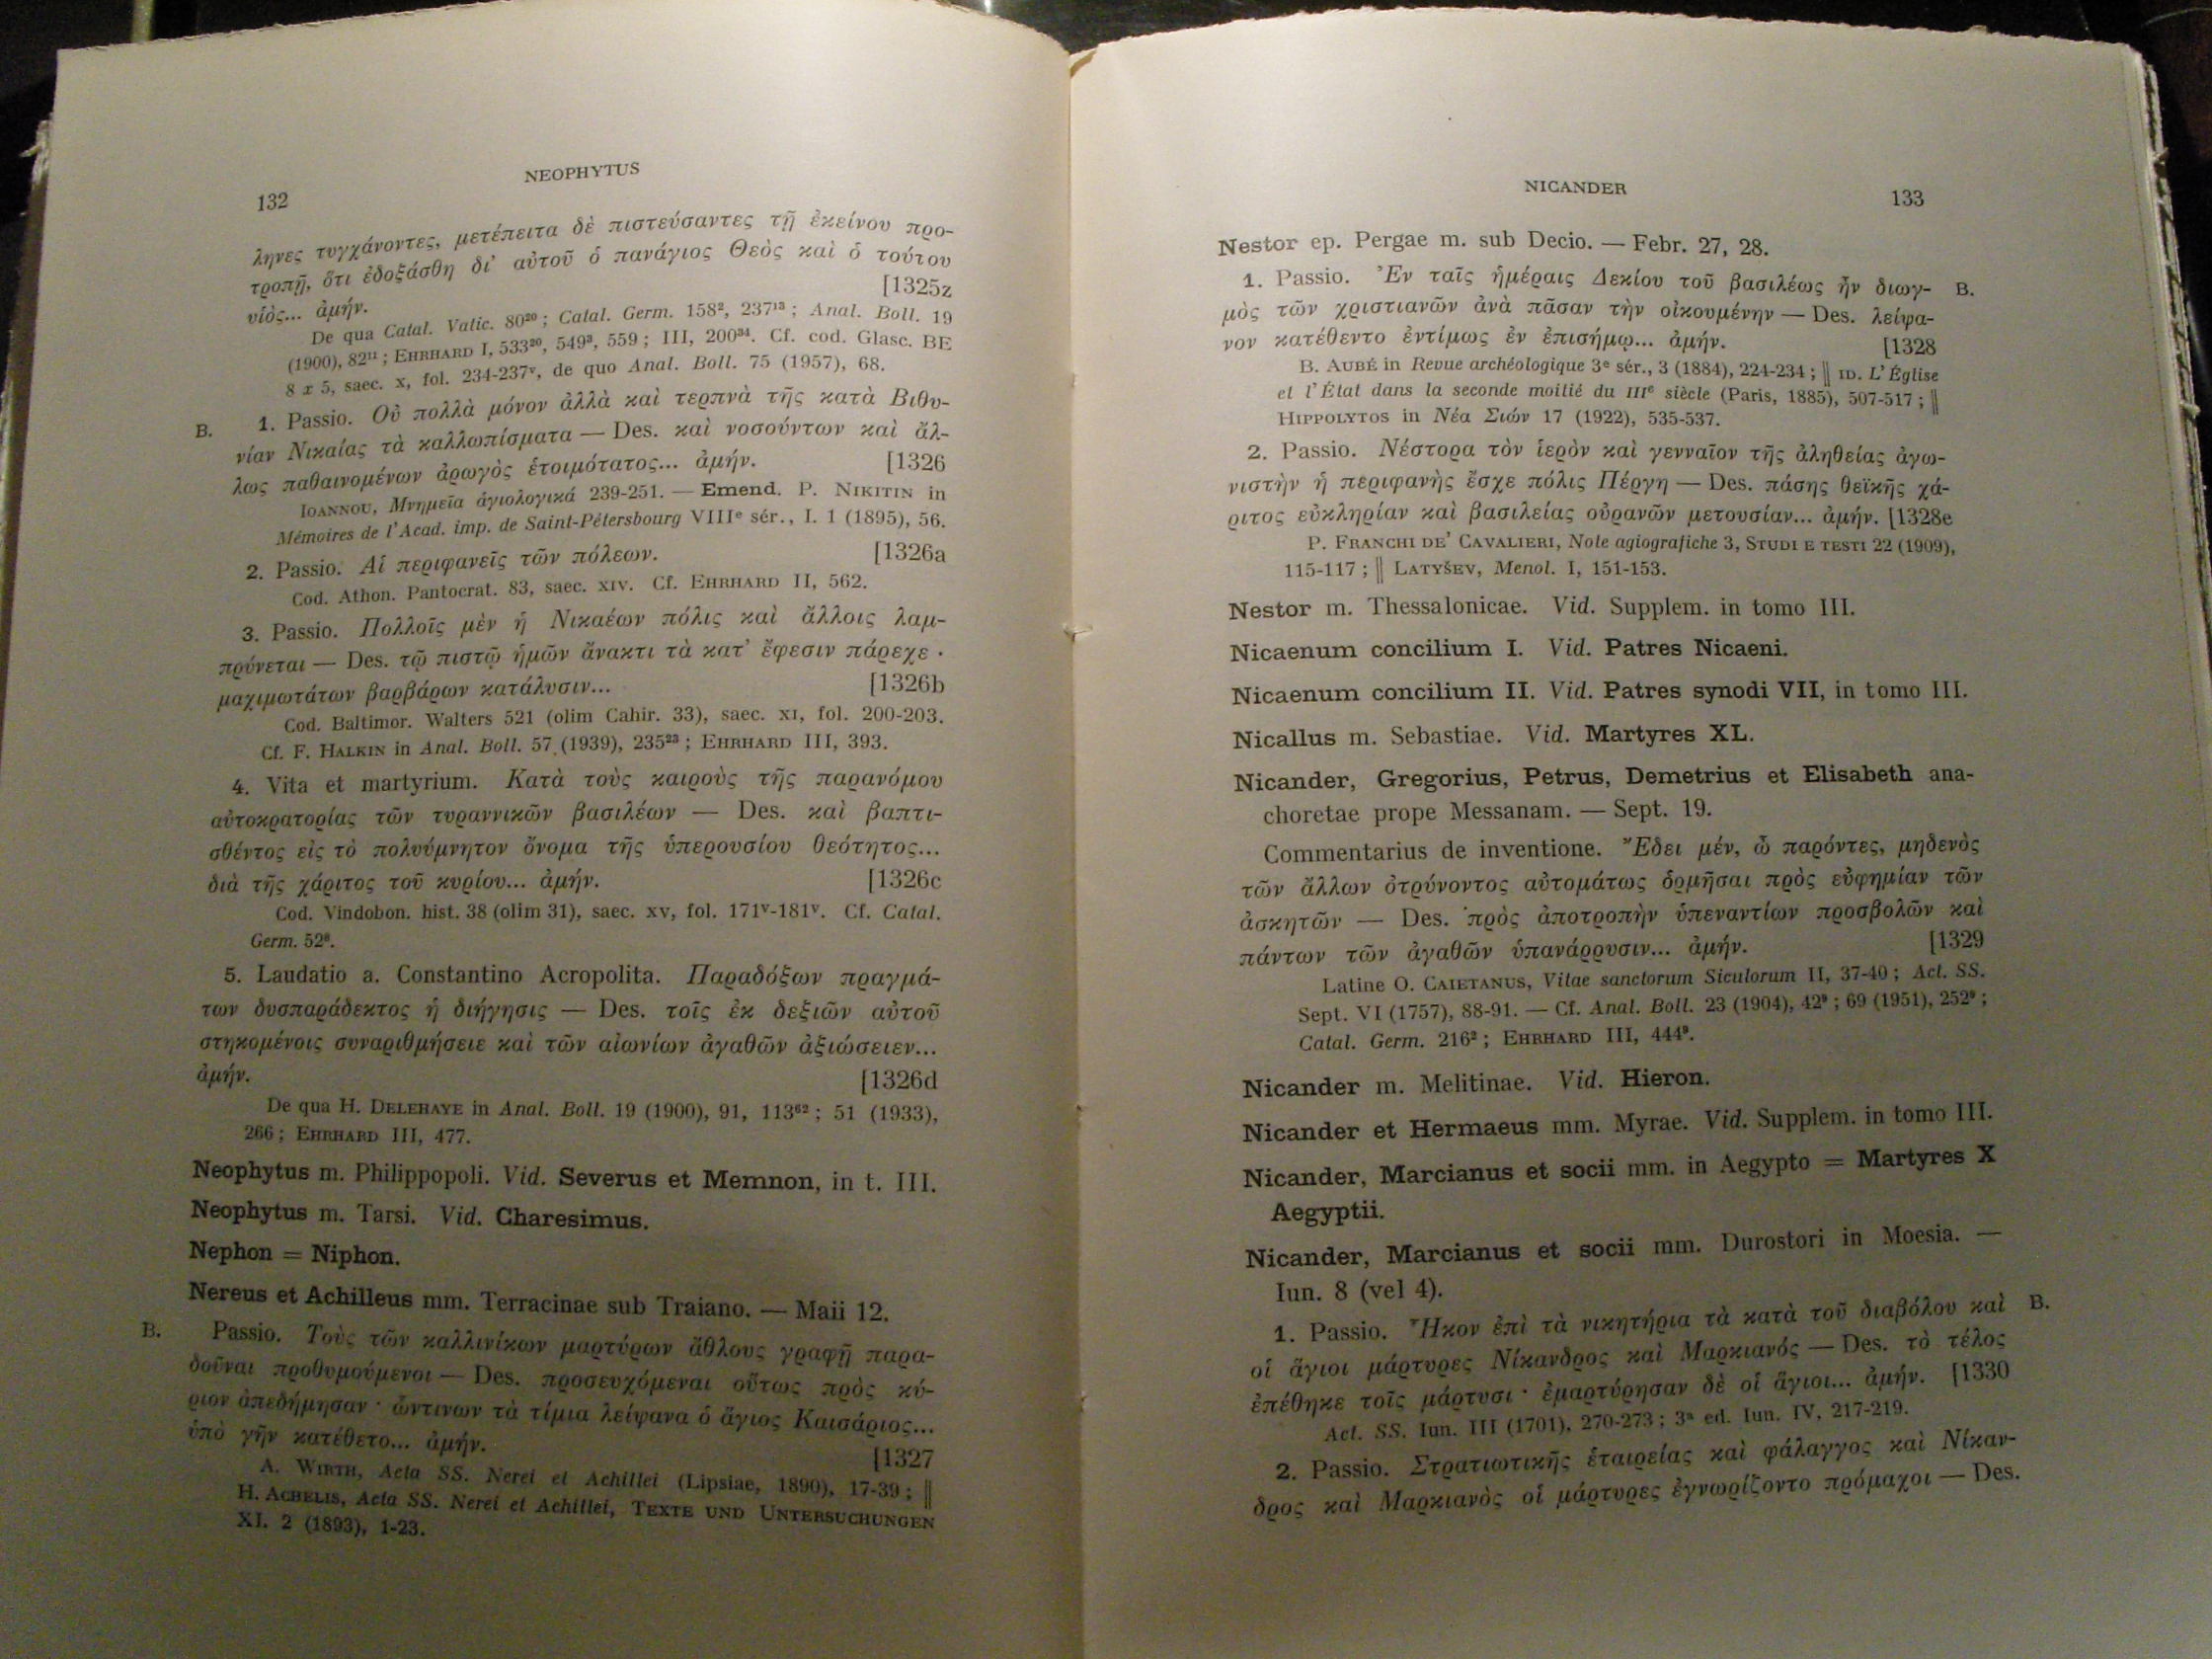 132
NEOPHYTUS
ληνες τυγχάνοντες, μετέπειτα δὲ πιστεύσαντες τῇ ἐκείνου προ-
τροπῇ, ὅτι ἐδοξάσθη δι' αὐτοῦ ὁ πανάγιος Θεὸς καὶ ὁ τούτου
υἱὸς... ἀμήν. [1325z
De qua Catal. Vatic. 80²⁰ ; Catal. Germ. 158², 237¹³ ; Anal. Boll. 19
(1900), 82¹¹ ; EHRHARD I, 533²⁰, 549³, 559 ; III, 200³⁴. Cf. cod. Glasc. BE
8 x 5, saec. X, fol. 234-237ᵛ, de quo Anal. Boll. 75 (1957), 68.
B. 1. Passio. Οὐ πολλὰ μόνον ἀλλὰ καὶ τερπνὰ τῆς κατὰ Βιθυ-
νίαν Νικαίας τὰ καλλωπίσματα — Des. καὶ νοσούντων καὶ ἄλ-
λως παθαινομένων ἀρωγὸς ἑτοιμότατος... ἀμήν. [1326
IOANNOU, Μνημεῖα ἁγιολογικά 239-251. — Emend. P. NIKITIN in
Mémoires de l'Acad. imp. de Saint-Pétersbourg VIIIᵉ sér., I. 1 (1895), 56.
2. Passio. Αἱ περιφανεῖς τῶν πόλεων. [1326a
Cod. Athon. Pantocrat. 83, saec. XIV. Cf. EHRHARD II, 562.
3. Passio. Πολλοῖς μὲν ἡ Νικαέων πόλις καὶ ἄλλοις λαμ-
πρύνεται — Des. τῷ πιστῷ ἡμῶν ἄνακτι τὰ κατ' ἔφεσιν πάρεχε ·
μαχιμωτάτων βαρβάρων κατάλυσιν... [1326b
Cod. Baltimor. Walters 521 (olim Cahir. 33), saec. XI, fol. 200-203.
Cf. F. HALKIN in Anal. Boll. 57 (1939), 235²³ ; EHRHARD III, 393.
4. Vita et martyrium. Κατὰ τοὺς καιροὺς τῆς παρανόμου
αὐτοκρατορίας τῶν τυραννικῶν βασιλέων — Des. καὶ βαπτι-
σθέντος εἰς τὸ πολυύμνητον ὄνομα τῆς ὑπερουσίου θεότητος...
διὰ τῆς χάριτος τοῦ κυρίου... ἀμήν. [1326c
Cod. Vindobon. hist. 38 (olim 31), saec. XV, fol. 171ᵛ-181ᵛ. Cf. Catal.
Germ. 52⁸.
5. Laudatio a. Constantino Acropolita. Παραδόξων πραγμά-
των δυσπαράδεκτος ἡ διήγησις — Des. τοῖς ἐκ δεξιῶν αὐτοῦ
στηκομένοις συναριθμήσειε καὶ τῶν αἰωνίων ἀγαθῶν ἀξιώσειεν...
ἀμήν. [1326d
De qua H. DELEHAYE in Anal. Boll. 19 (1900), 91, 113⁶² ; 51 (1933),
266 ; EHRHARD III, 477.
Neophytus m. Philippopoli. Vid. Severus et Memnon, in t. III.
Neophytus m. Tarsi. Vid. Charesimus.
Nephon = Niphon.
Nereus et Achilleus mm. Terracinae sub Traiano. — Maii 12.
B. Passio. Τοὺς τῶν καλλινίκων μαρτύρων ἄθλους γραφῇ παρα-
δοῦναι προθυμούμενοι — Des. προσευχόμεναι οὕτως πρὸς κύ-
ριον ἀπεδήμησαν · ὧντινων τὰ τίμια λείψανα ὁ ἅγιος Καισάριος...
ὑπὸ γῆν κατέθετο... ἀμήν. [1327
A. WIRTH, Acta SS. Nerei et Achillei (Lipsiae, 1890), 17-39 ; ||
H. ACHELIS, Acta SS. Nerei et Achillei, TEXTE UND UNTERSUCHUNGEN
XI. 2 (1893), 1-23.
NICANDER
133
Nestor ep. Pergae m. sub Decio. — Febr. 27, 28.
1. Passio. Ἐν ταῖς ἡμέραις Δεκίου τοῦ βασιλέως ἦν διωγ- B.
μὸς τῶν χριστιανῶν ἀνὰ πᾶσαν τὴν οἰκουμένην — Des. λείψα-
νον κατέθεντο ἐντίμως ἐν ἐπισήμῳ... ἀμήν. [1328
B. AUBÉ in Revue archéologique 3ᵉ sér., 3 (1884), 224-234 ; || ID. L'Église
et l'État dans la seconde moitié du IIIᵉ siècle (Paris, 1885), 507-517 ; ||
HIPPOLYTOS in Νέα Σιών 17 (1922), 535-537.
2. Passio. Νέστορα τὸν ἱερὸν καὶ γενναῖον τῆς ἀληθείας ἀγω-
νιστὴν ἡ περιφανὴς ἔσχε πόλις Πέργη — Des. πάσης θεϊκῆς χά-
ριτος εὐκληρίαν καὶ βασιλείας οὐρανῶν μετουσίαν... ἀμήν. [1328e
P. FRANCHI DE' CAVALIERI, Note agiografiche 3, STUDI E TESTI 22 (1909),
115-117 ; || LATYŠEV, Menol. I, 151-153.
Nestor m. Thessalonicae. Vid. Supplem. in tomo III.
Nicaenum concilium I. Vid. Patres Nicaeni.
Nicaenum concilium II. Vid. Patres synodi VII, in tomo III.
Nicallus m. Sebastiae. Vid. Martyres XL.
Nicander, Gregorius, Petrus, Demetrius et Elisabeth ana-
choretae prope Messanam. — Sept. 19.
Commentarius de inventione. Ἔδει μέν, ὦ παρόντες, μηδενὸς
τῶν ἄλλων ὀτρύνοντος αὐτομάτως ὁρμῆσαι πρὸς εὐφημίαν τῶν
ἀσκητῶν — Des. πρὸς ἀποτροπὴν ὑπεναντίων προσβολῶν καὶ
πάντων τῶν ἀγαθῶν ὑπανάρρυσιν... ἀμήν. [1329
Latine O. CAIETANUS, Vitae sanctorum Siculorum II, 37-40 ; Act. SS.
Sept. VI (1757), 88-91. — Cf. Anal. Boll. 23 (1904), 42⁹ ; 69 (1951), 252⁹ ;
Catal. Germ. 216² ; EHRHARD III, 444⁹.
Nicander m. Melitinae. Vid. Hieron.
Nicander et Hermaeus mm. Myrae. Vid. Supplem. in tomo III.
Nicander, Marcianus et socii mm. in Aegypto = Martyres X
Aegyptii.
Nicander, Marcianus et socii mm. Durostori in Moesia. —
Iun. 8 (vel 4).
1. Passio. Ἧκον ἐπὶ τὰ νικητήρια τὰ κατὰ τοῦ διαβόλου καὶ B.
οἱ ἅγιοι μάρτυρες Νίκανδρος καὶ Μαρκιανός — Des. τὸ τέλος
ἐπέθηκε τοῖς μάρτυσι · ἐμαρτύρησαν δὲ οἱ ἅγιοι... ἀμήν. [1330
Act. SS. Iun. III (1701), 270-273 ; 3ᵃ ed. Iun. IV, 217-219.
2. Passio. Στρατιωτικῆς ἑταιρείας καὶ φάλαγγος καὶ Νίκαν-
δρος καὶ Μαρκιανὸς οἱ μάρτυρες ἐγνωρίζοντο πρόμαχοι — Des.